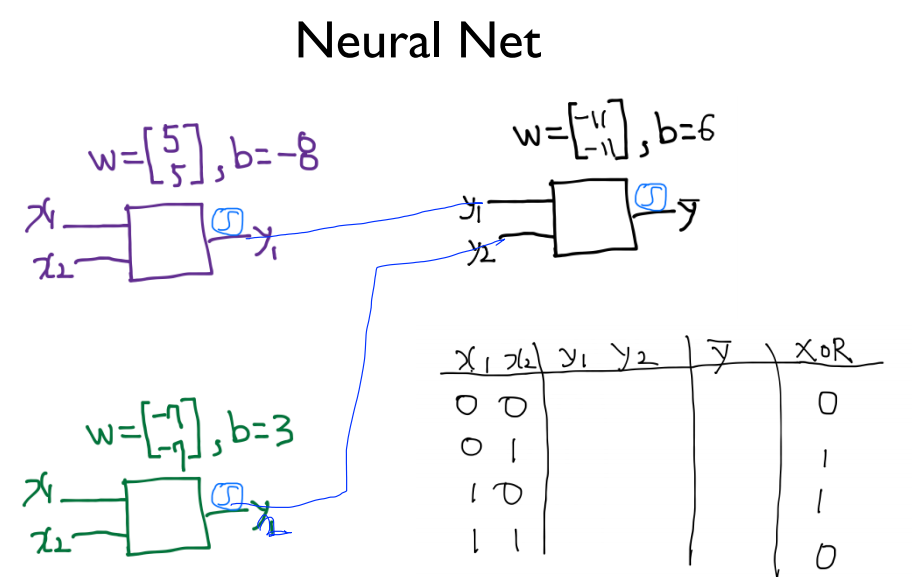 Neural Net
w=[5 5], b=-8
x1
x2
S
y1
w=[-11 -11], b=6
y1
y2
S
y̅
w=[-7 -7], b=3
x1
x2
S
y2
x1 x2 y1 y2 y̅ XOR
0 0 0
0 1 1
1 0 1
1 1 0